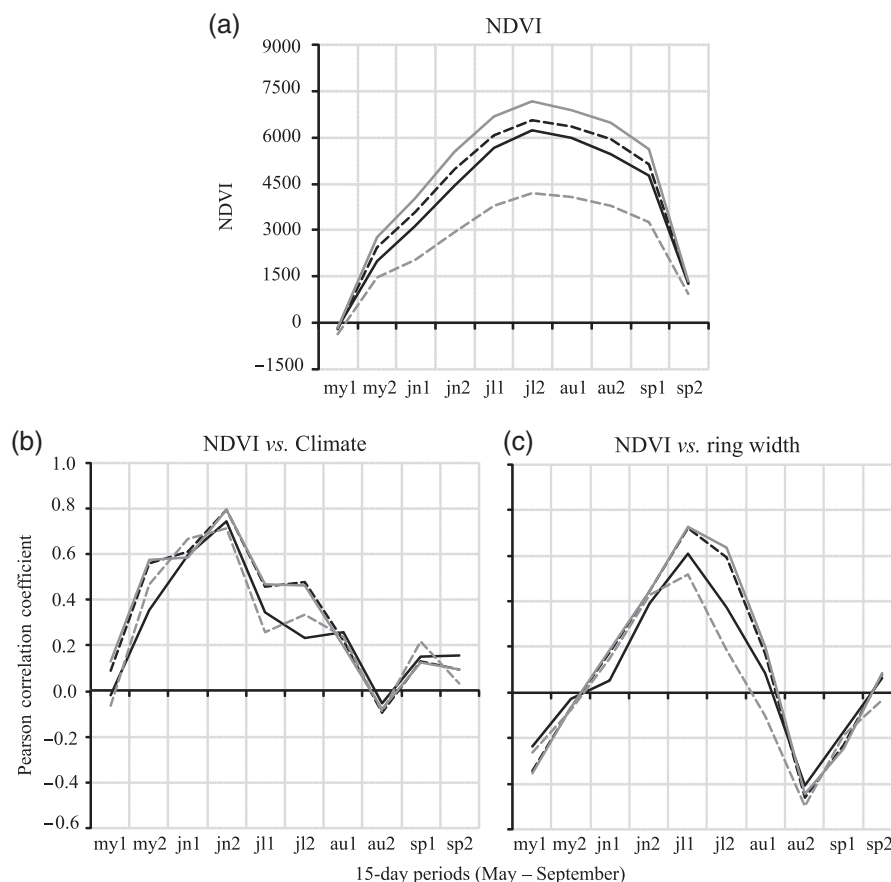 (a)
NDVI
9000
7500
6000
4500
3000
1500
0
−1500
NDVI
my1 my2 jn1 jn2 jl1 jl2 au1 au2 sp1 sp2
(b)
NDVI vs. Climate
1.0
0.8
0.6
0.4
0.2
0.0
−0.2
−0.4
−0.6
Pearson correlation coefficient
my1 my2 jn1 jn2 jl1 jl2 au1 au2 sp1 sp2
(c)
NDVI vs. ring width
my1 my2 jn1 jn2 jl1 jl2 au1 au2 sp1 sp2
15-day periods (May – September)